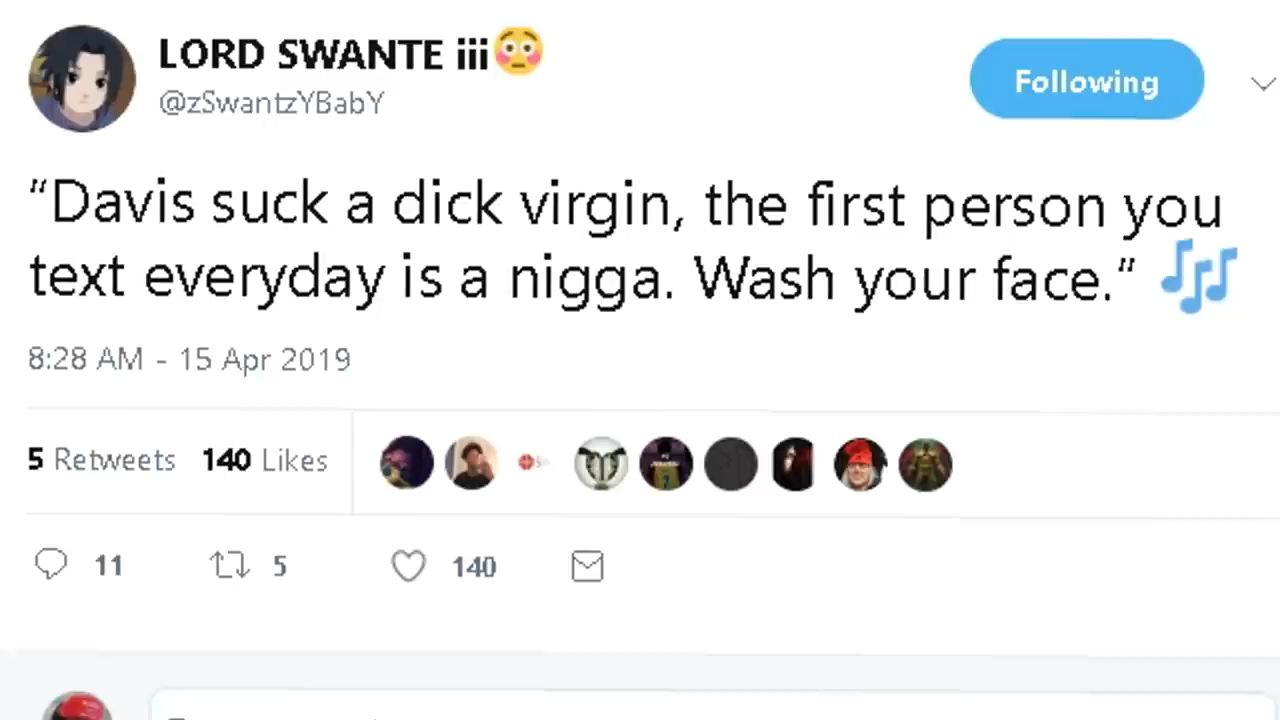 LORD SWANTE iii😳
@zSwantzYBabY
Following
“Davis suck a dick virgin, the first person you
text everyday is a nigga. Wash your face.” 🎶
8:28 AM - 15 Apr 2019
5 Retweets 140 Likes
11 5 140